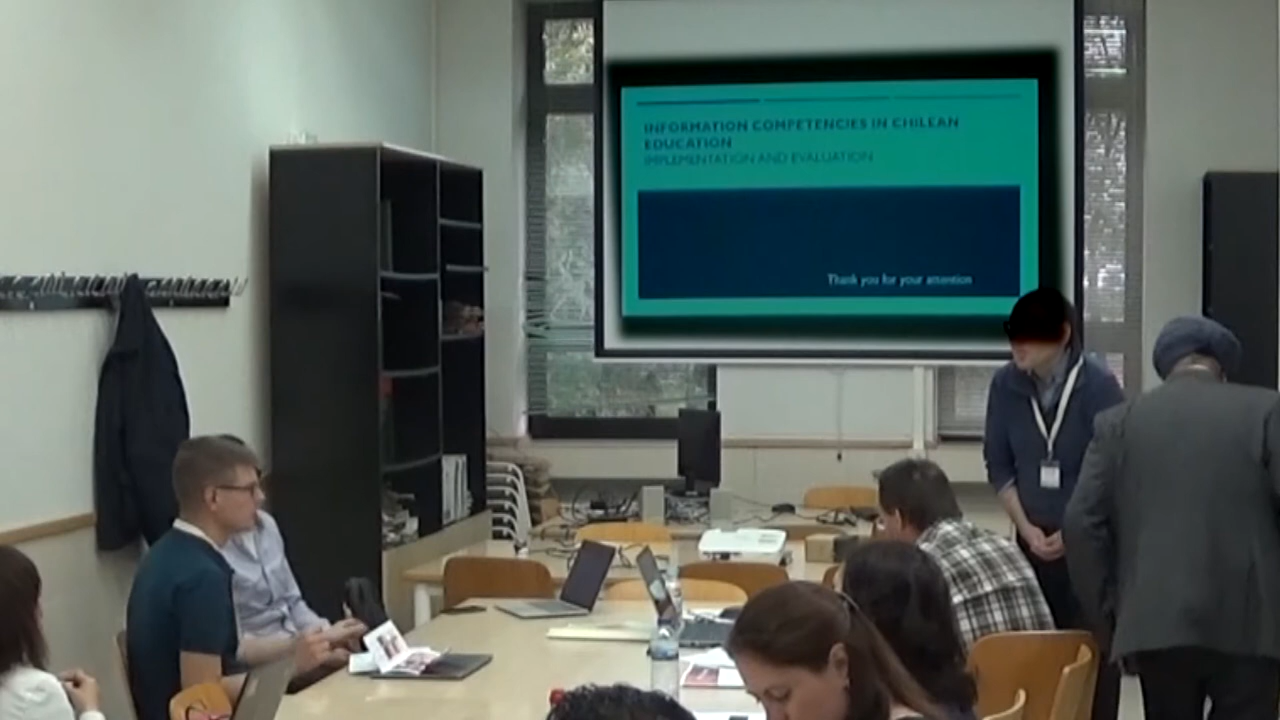 INFORMATION COMPETENCIES IN CHILEAN
EDUCATION
IMPLEMENTATION AND EVALUATION
Thank you for your attention